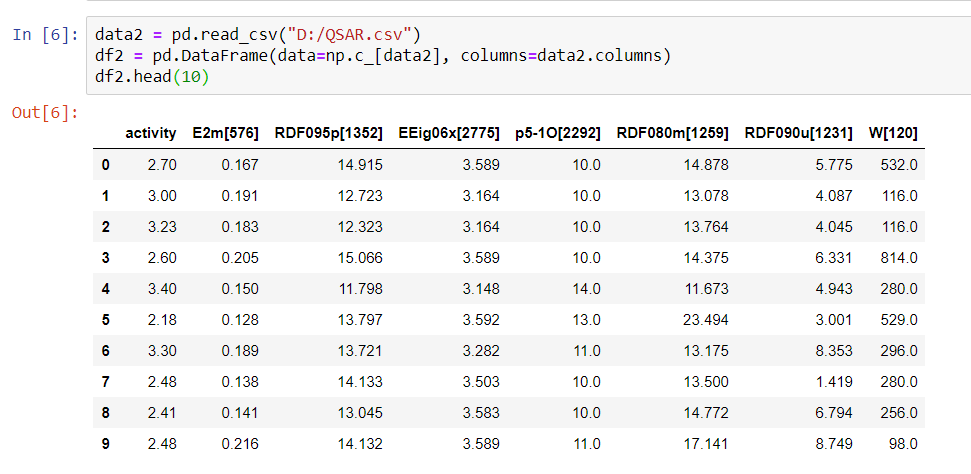 In [6]: data2 = pd.read_csv("D:/QSAR.csv")
df2 = pd.DataFrame(data=np.c_[data2], columns=data2.columns)
df2.head(10)
Out[6]:
activity E2m[576] RDF095p[1352] EEig06x[2775] p5-1O[2292] RDF080m[1259] RDF090u[1231] W[120]
0 2.70 0.167 14.915 3.589 10.0 14.878 5.775 532.0
1 3.00 0.191 12.723 3.164 10.0 13.078 4.087 116.0
2 3.23 0.183 12.323 3.164 10.0 13.764 4.045 116.0
3 2.60 0.205 15.066 3.589 10.0 14.375 6.331 814.0
4 3.40 0.150 11.798 3.148 14.0 11.673 4.943 280.0
5 2.18 0.128 13.797 3.592 13.0 23.494 3.001 529.0
6 3.30 0.189 13.721 3.282 11.0 13.175 8.353 296.0
7 2.48 0.138 14.133 3.503 10.0 13.500 1.419 280.0
8 2.41 0.141 13.045 3.583 10.0 14.772 6.794 256.0
9 2.48 0.216 14.132 3.589 11.0 17.141 8.749 98.0